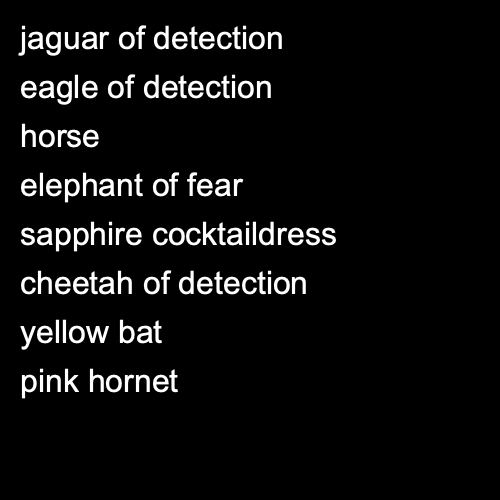 jaguar of detection
eagle of detection
horse
elephant of fear
sapphire cocktaildress
cheetah of detection
yellow bat
pink hornet